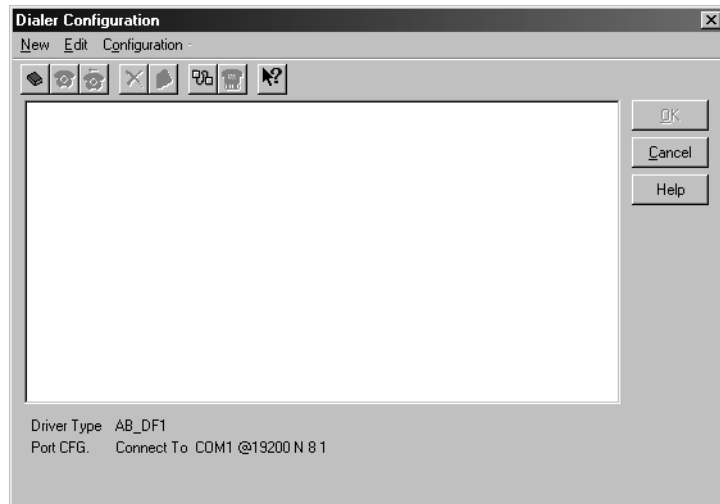 Dialer Configuration
New Edit Configuration
OK
Cancel
Help
Driver Type AB_DF1
Port CFG. Connect To COM1 @19200 N 8 1